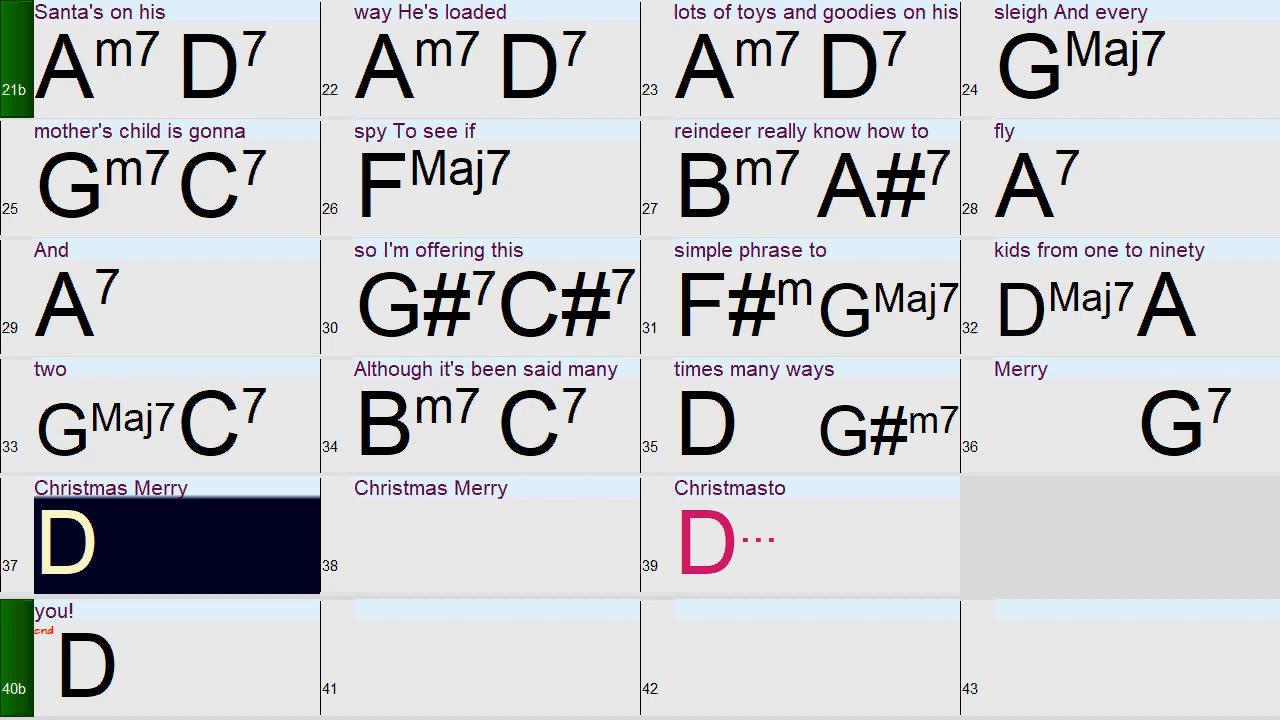 Santa's on his way He's loaded lots of toys and goodies on his sleigh And every
21b Am7 D7 22 Am7 D7 23 Am7 D7 24 GMaj7
mother's child is gonna spy To see if reindeer really know how to fly
25 Gm7 C7 26 FMaj7 27 Bm7 A#7 28 A7
And so I'm offering this simple phrase to kids from one to ninety
29 A7 30 G#7 C#7 31 F#m GMaj7 32 DMaj7 A
two Although it's been said many times many ways Merry
33 GMaj7 C7 34 Bm7 C7 35 D G#m7 36 G7
Christmas Merry Christmas Merry Christmasto
37 D 38 39 D...
you!
end
40b D 41 42 43